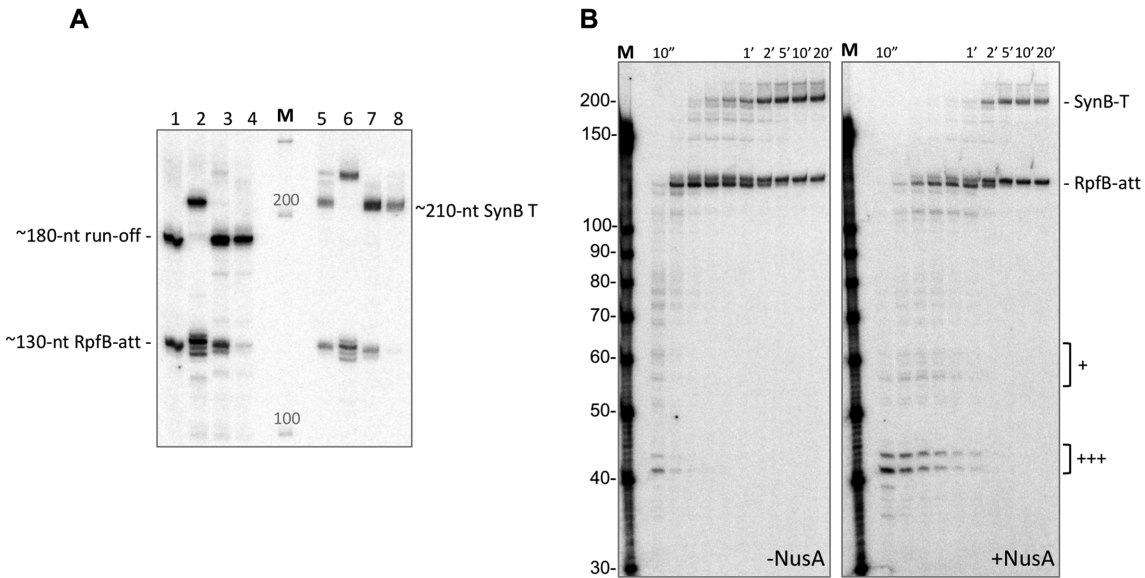 A
1 2 3 4 M 5 6 7 8
200
~210-nt SynB T
~180-nt run-off -
~130-nt RpfB-att -
100
B
M 10″ 1′ 2′ 5′ 10′ 20′
M 10″ 1′ 2′ 5′ 10′ 20′
200-
- SynB-T
150-
- RpfB-att
100-
90-
80-
70-
60-
+
50-
+++
40-
30-
-NusA
+NusA